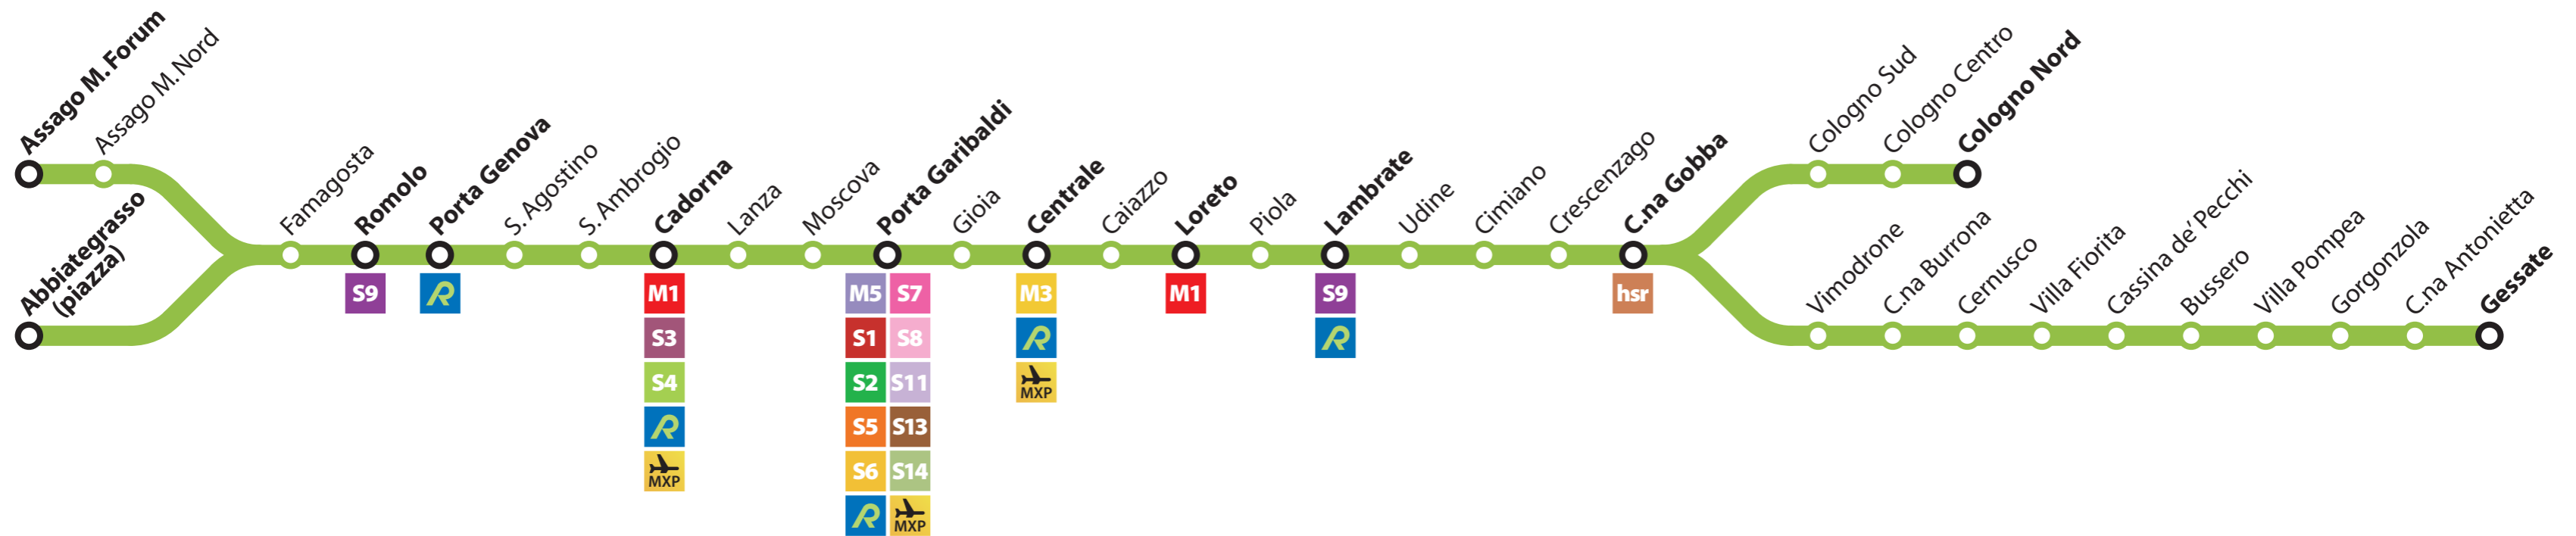 Assago M. Forum
Assago M. Nord
Abbiategrasso
(piazza)
Famagosta
Romolo
S9
Porta Genova
R
S. Agostino
S. Ambrogio
Cadorna
M1
S3
S4
R
MXP
Lanza
Moscova
Porta Garibaldi
M5 S7
S1 S8
S2 S11
S5 S13
S6 S14
R MXP
Gioia
Centrale
M3
R
MXP
Caiazzo
Loreto
M1
Piola
Lambrate
S9
R
Udine
Cimiano
Crescenzago
C.na Gobba
hsr
Cologno Sud
Cologno Centro
Cologno Nord
Vimodrone
C.na Burrona
Cernusco
Villa Fiorita
Cassina de' Pecchi
Bussero
Villa Pompea
Gorgonzola
C.na Antonietta
Gessate